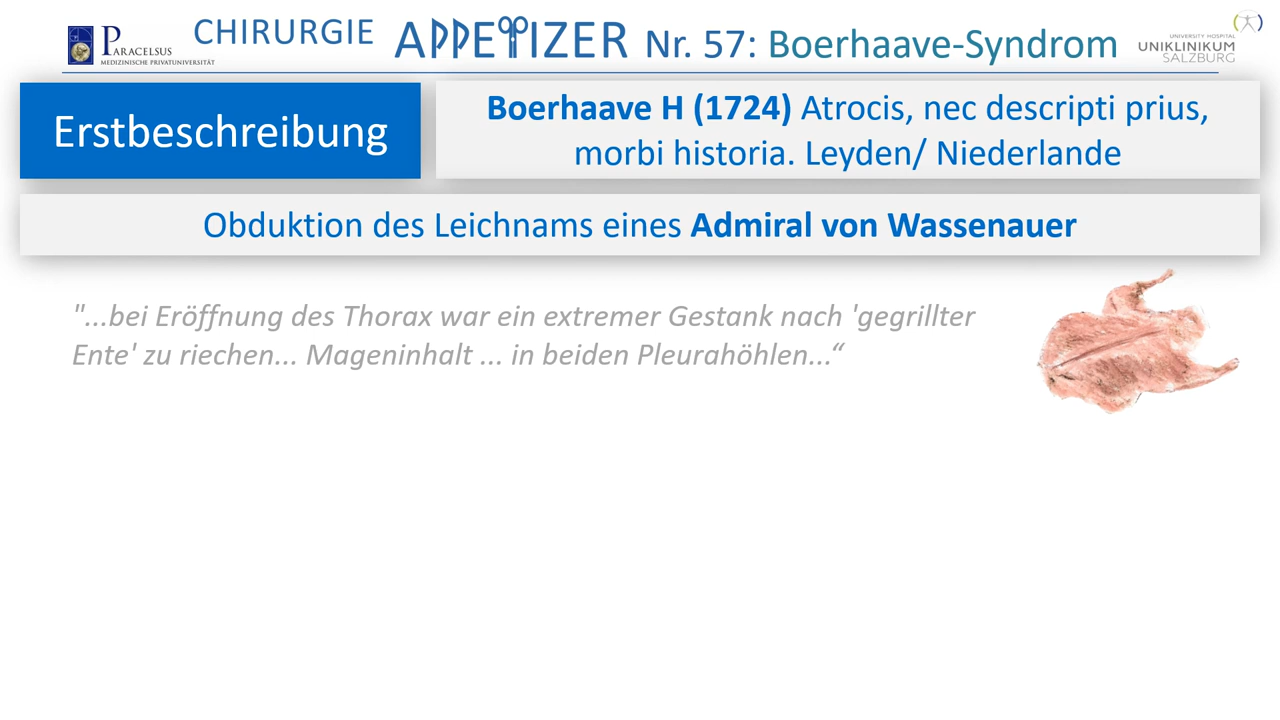 PARACELSUS
MEDIZINISCHE PRIVATUNIVERSITÄT
CHIRURGIE APPETIZER Nr. 57: Boerhaave-Syndrom
UNIVERSITY HOSPITAL
UNIKLINIKUM
SALZBURG
Erstbeschreibung
Boerhaave H (1724) Atrocis, nec descripti prius,
morbi historia. Leyden/ Niederlande
Obduktion des Leichnams eines Admiral von Wassenauer
"...bei Eröffnung des Thorax war ein extremer Gestank nach 'gegrillter
Ente' zu riechen... Mageninhalt ... in beiden Pleurahöhlen...“